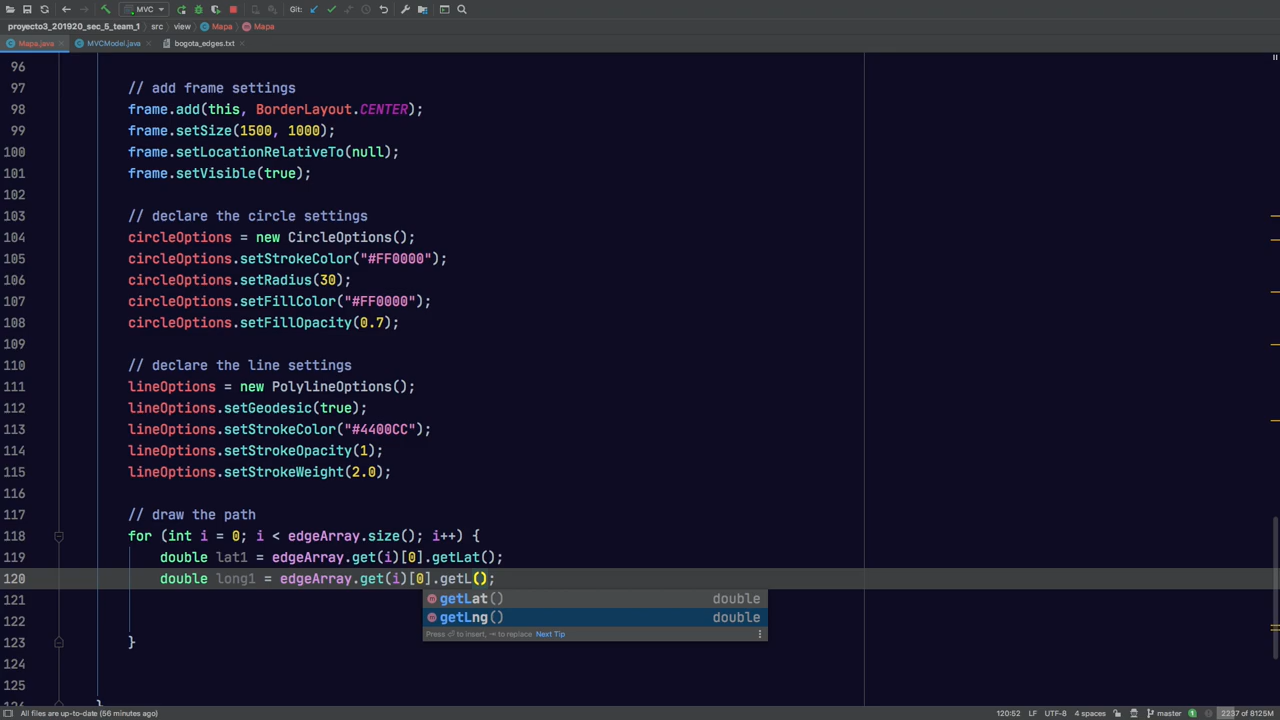 MVC
Git:
proyecto3_201920_sec_5_team_1 src view Mapa Mapa
Mapa.java MVCModel.java bogota_edges.txt
96
97 // add frame settings
98 frame.add(this, BorderLayout.CENTER);
99 frame.setSize(1500, 1000);
100 frame.setLocationRelativeTo(null);
101 frame.setVisible(true);
102
103 // declare the circle settings
104 circleOptions = new CircleOptions();
105 circleOptions.setStrokeColor("#FF0000");
106 circleOptions.setRadius(30);
107 circleOptions.setFillColor("#FF0000");
108 circleOptions.setFillOpacity(0.7);
109
110 // declare the line settings
111 lineOptions = new PolylineOptions();
112 lineOptions.setGeodesic(true);
113 lineOptions.setStrokeColor("#4400CC");
114 lineOptions.setStrokeOpacity(1);
115 lineOptions.setStrokeWeight(2.0);
116
117 // draw the path
118 for (int i = 0; i < edgeArray.size(); i++) {
119 double lat1 = edgeArray.get(i)[0].getLat();
120 double long1 = edgeArray.get(i)[0].getL();
121 getLat() double
122 getLng() double
Press ⏎ to insert, ⇥ to replace Next Tip
123 }
124
125
126 }
All files are up-to-date (56 minutes ago) 120:52 LF UTF-8 4 spaces master 1 2237 of 8125M